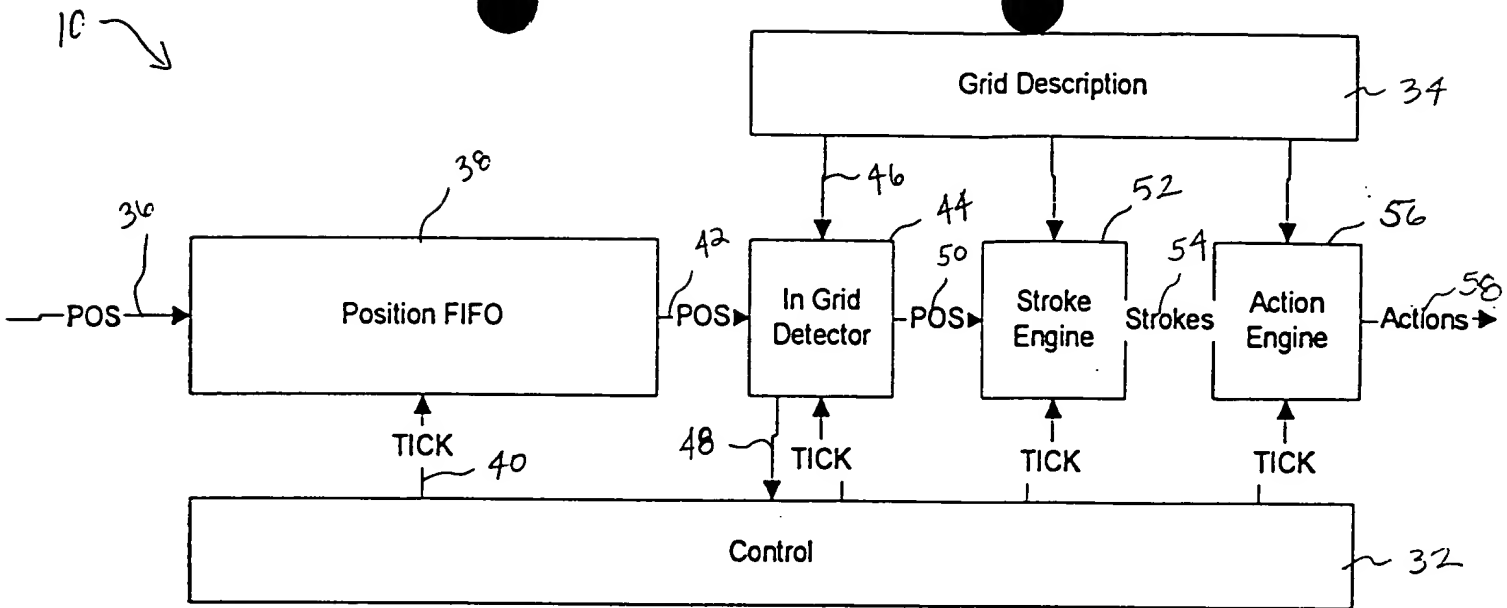 10
Grid Description
34
38
46
52
44
56
36
42
50
54
58
POS
Position FIFO
POS
In Grid
Detector
POS
Stroke
Engine
Strokes
Action
Engine
Actions
TICK
40
48
TICK
TICK
TICK
Control
32